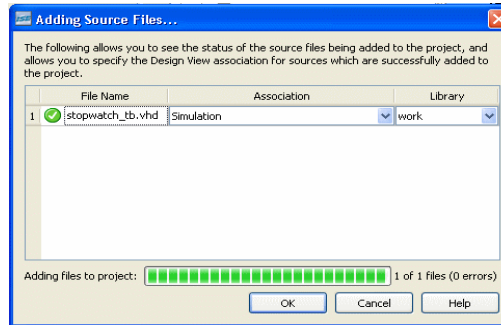 Adding Source Files...
The following allows you to see the status of the source files being added to the project, and
allows you to specify the Design View association for sources which are successfully added to
the project.
File Name Association Library
1 stopwatch_tb.vhd Simulation work
Adding files to project: 1 of 1 files (0 errors)
OK Cancel Help